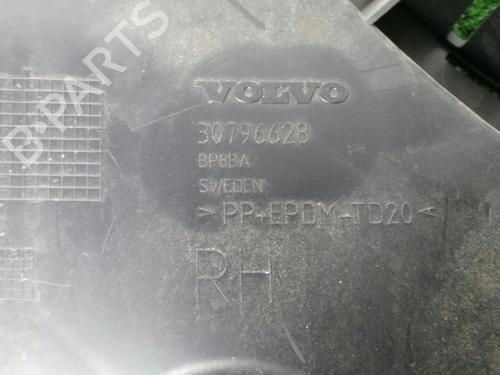 B-PARTS
VOLVO
30796628
BP8BA
SWEDEN
>PP+EPDM-TD20<
RH